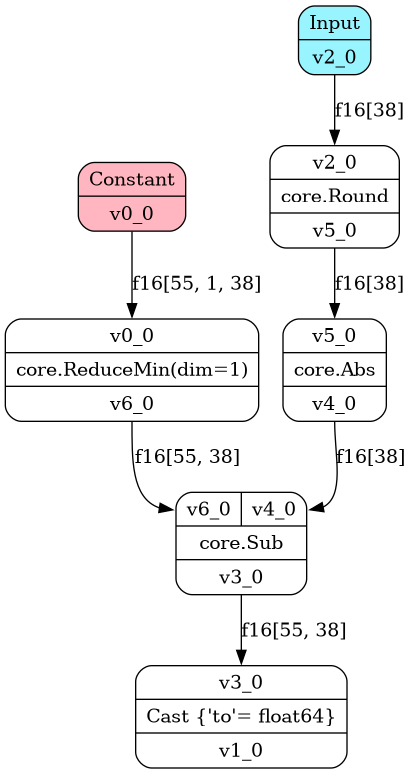 Input
v2_0
f16[38]
Constant
v0_0
v2_0
core.Round
v5_0
f16[55, 1, 38]
f16[38]
v0_0
core.ReduceMin(dim=1)
v6_0
v5_0
core.Abs
v4_0
f16[55, 38]
f16[38]
v6_0 v4_0
core.Sub
v3_0
f16[55, 38]
v3_0
Cast {'to'= float64}
v1_0